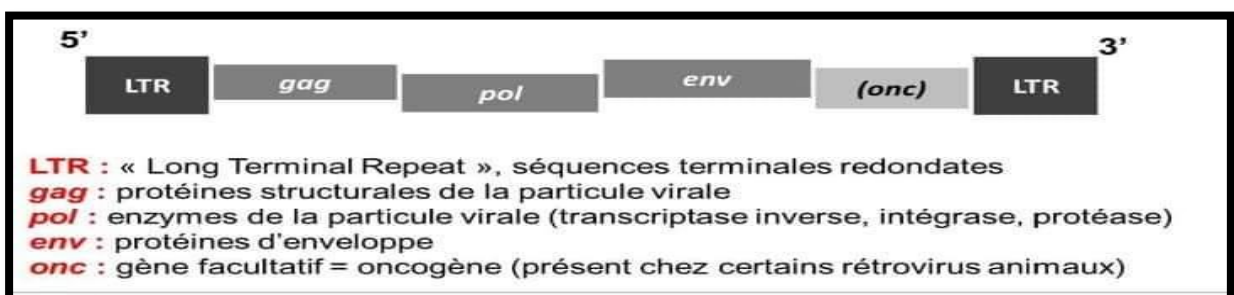 5’ 3’
LTR gag pol env (onc) LTR
LTR : « Long Terminal Repeat », séquences terminales redondates
gag : protéines structurales de la particule virale
pol : enzymes de la particule virale (transcriptase inverse, intégrase, protéase)
env : protéines d’enveloppe
onc : gène facultatif = oncogène (présent chez certains rétrovirus animaux)